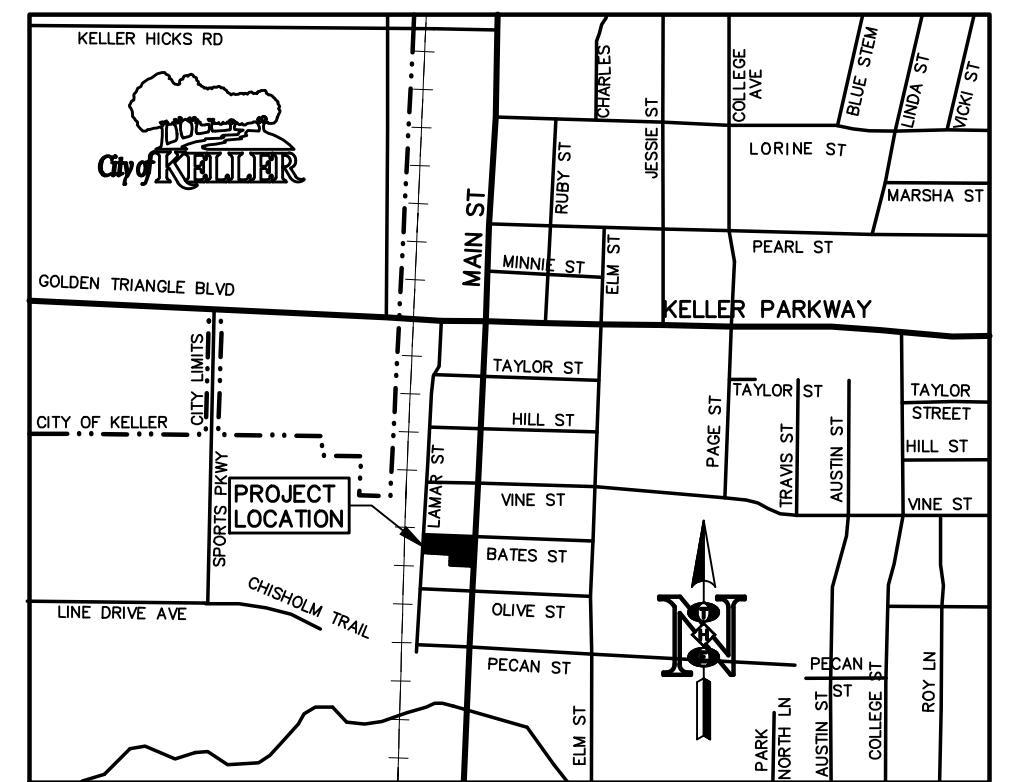 KELLER HICKS RD
City of KELLER
CHARLES
JESSIE ST
COLLEGE
AVE
BLUE STEM
LINDA ST
VICKI ST
RUBY ST
LORINE ST
MARSHA ST
MAIN ST
MINNIE ST
ELM ST
PEARL ST
GOLDEN TRIANGLE BLVD
KELLER PARKWAY
CITY LIMITS
CITY OF KELLER
TAYLOR ST
TAYLOR ST
TAYLOR
STREET
HILL ST
HILL ST
PAGE ST
TRAVIS ST
AUSTIN ST
LAMAR ST
SPORTS PKWY
PROJECT
LOCATION
VINE ST
VINE ST
BATES ST
CHISHOLM TRAIL
LINE DRIVE AVE
OLIVE ST
N
T
H
PECAN ST
PECAN
ST
ELM ST
PARK
NORTH LN
AUSTIN ST
COLLEGE ST
ROY LN